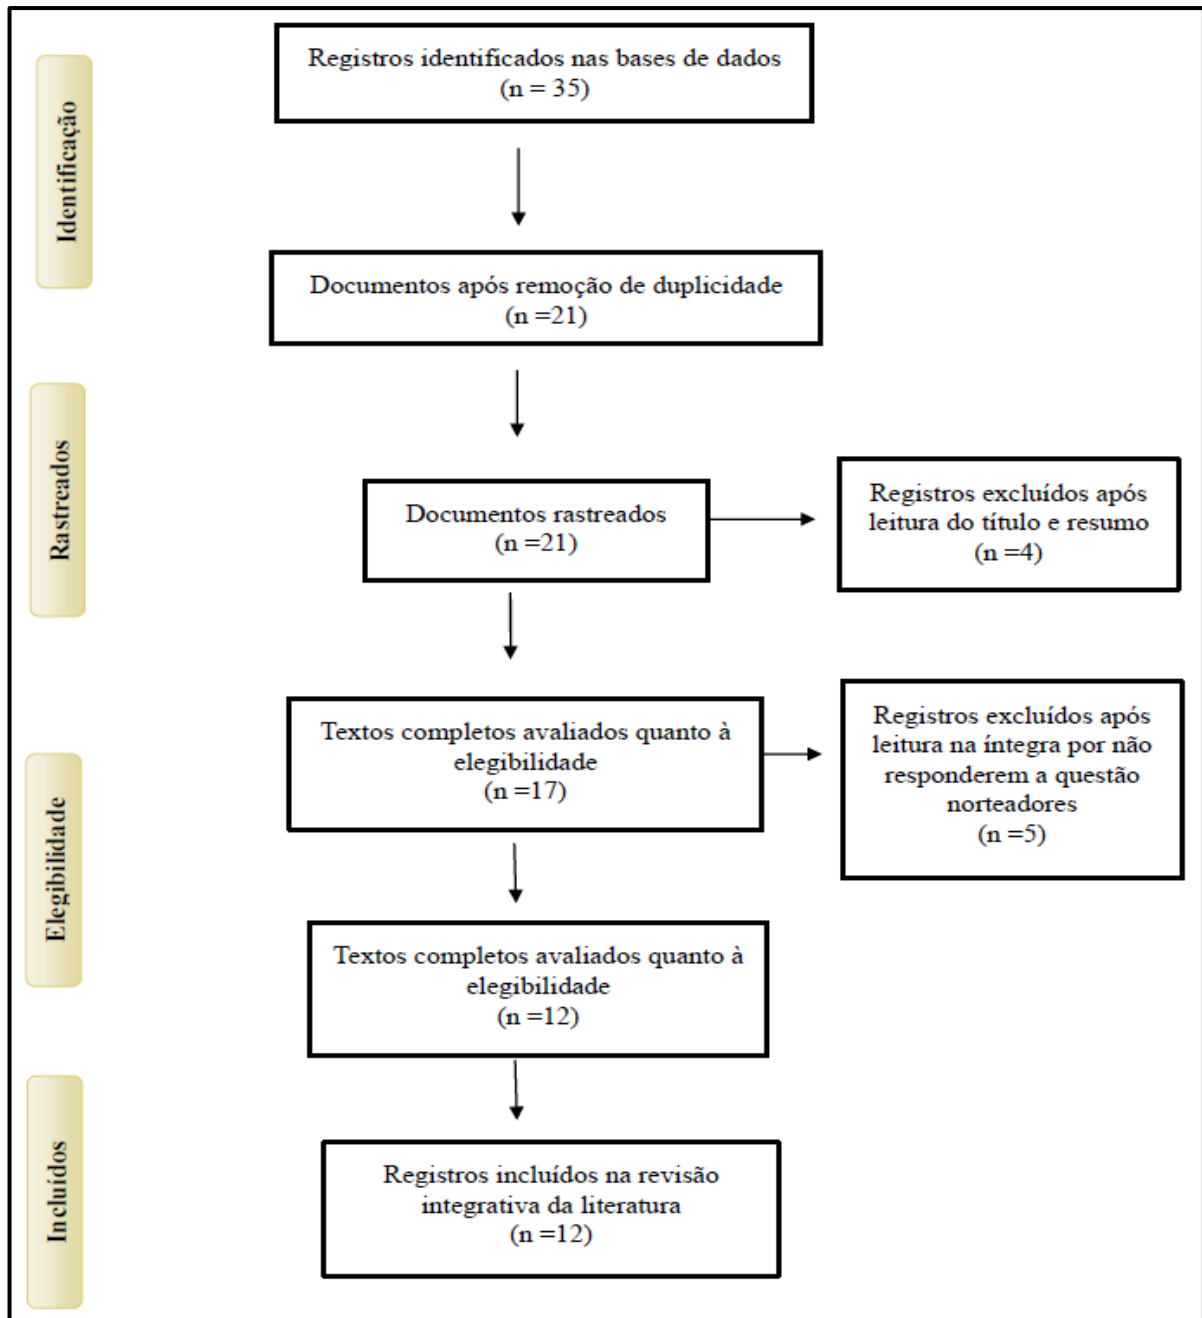 Identificação
Registros identificados nas bases de dados
(n = 35)
Documentos após remoção de duplicidade
(n =21)
Rastreados
Documentos rastreados
(n =21)
Registros excluídos após
leitura do título e resumo
(n =4)
Elegibilidade
Textos completos avaliados quanto à
elegibilidade
(n =17)
Registros excluídos após
leitura na íntegra por não
responderem a questão
norteadores
(n =5)
Textos completos avaliados quanto à
elegibilidade
(n =12)
Incluídos
Registros incluídos na revisão
integrativa da literatura
(n =12)